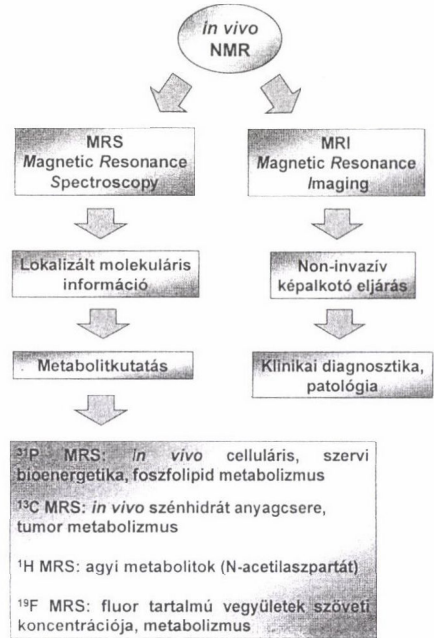 in vivo
NMR
MRS
Magnetic Resonance
Spectroscopy
MRI
Magnetic Resonance
Imaging
Lokalizált molekuláris
információ
Non-invazív
képalkotó eljárás
Metabolitkutatás
Klinikai diagnosztika,
patológia
³¹P MRS: in vivo celluláris, szervi
bioenergetika, foszfolipid metabolizmus
¹³C MRS: in vivo szénhidrát anyagcsere,
tumor metabolizmus
¹H MRS: agyi metabolitok (N-acetilaszpartát)
¹⁹F MRS: fluor tartalmú vegyületek szöveti
koncentrációja, metabolizmus